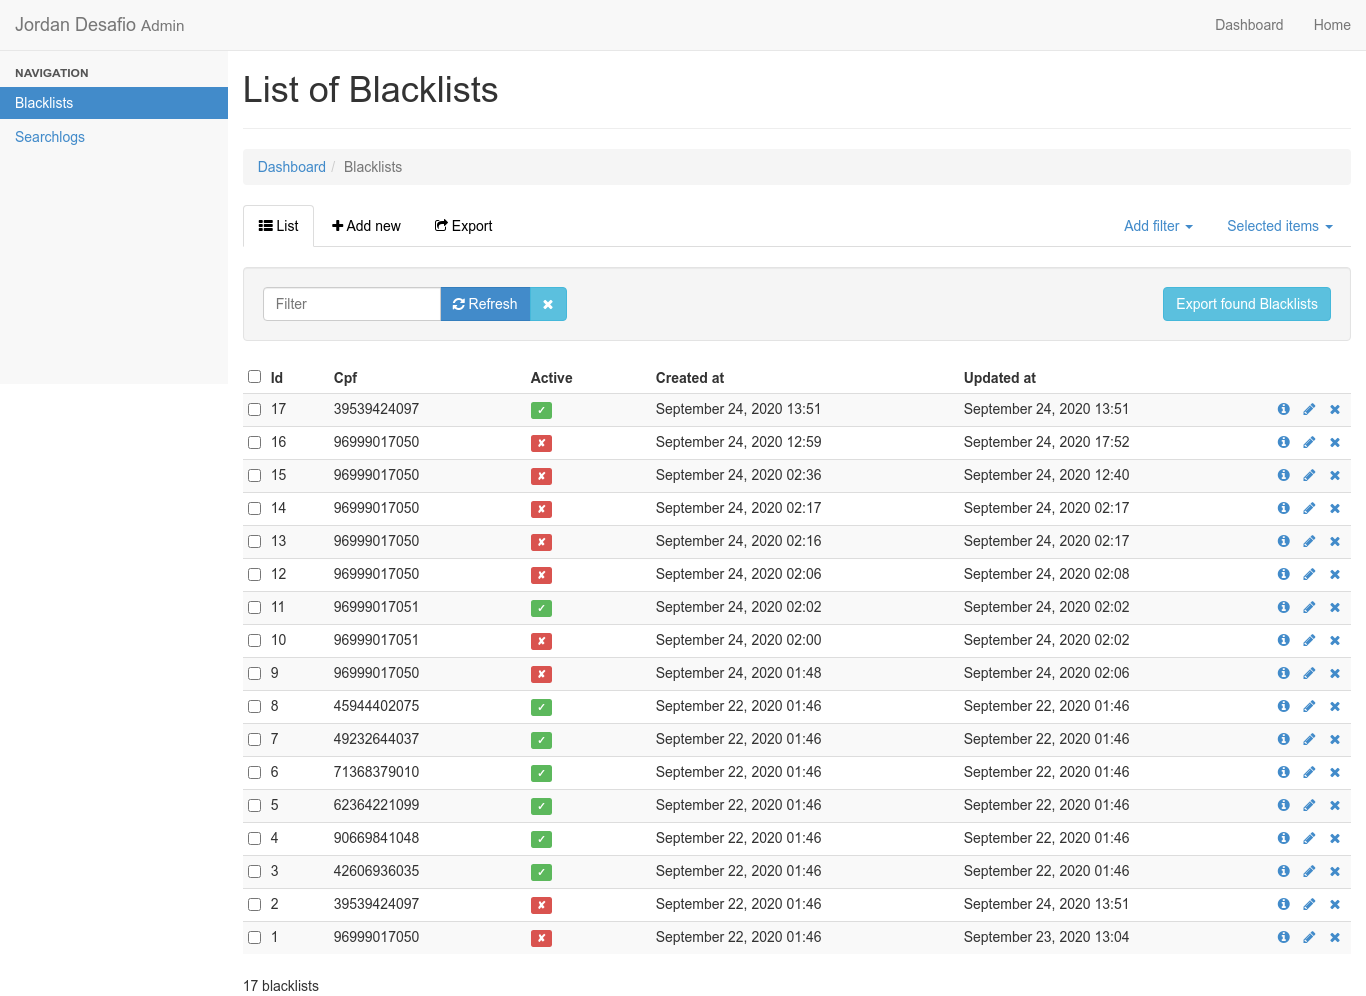 Jordan Desafio Admin Dashboard Home
NAVIGATION
Blacklists
Searchlogs
List of Blacklists
Dashboard / Blacklists
List Add new Export Add filter Selected items
Filter Refresh Export found Blacklists
Id Cpf Active Created at Updated at
17 39539424097 ✓ September 24, 2020 13:51 September 24, 2020 13:51
16 96999017050 ✘ September 24, 2020 12:59 September 24, 2020 17:52
15 96999017050 ✘ September 24, 2020 02:36 September 24, 2020 12:40
14 96999017050 ✘ September 24, 2020 02:17 September 24, 2020 02:17
13 96999017050 ✘ September 24, 2020 02:16 September 24, 2020 02:17
12 96999017050 ✘ September 24, 2020 02:06 September 24, 2020 02:08
11 96999017051 ✓ September 24, 2020 02:02 September 24, 2020 02:02
10 96999017051 ✘ September 24, 2020 02:00 September 24, 2020 02:02
9 96999017050 ✘ September 24, 2020 01:48 September 24, 2020 02:06
8 45944402075 ✓ September 22, 2020 01:46 September 22, 2020 01:46
7 49232644037 ✓ September 22, 2020 01:46 September 22, 2020 01:46
6 71368379010 ✓ September 22, 2020 01:46 September 22, 2020 01:46
5 62364221099 ✓ September 22, 2020 01:46 September 22, 2020 01:46
4 90669841048 ✓ September 22, 2020 01:46 September 22, 2020 01:46
3 42606936035 ✓ September 22, 2020 01:46 September 22, 2020 01:46
2 39539424097 ✘ September 22, 2020 01:46 September 24, 2020 13:51
1 96999017050 ✘ September 22, 2020 01:46 September 23, 2020 13:04
17 blacklists